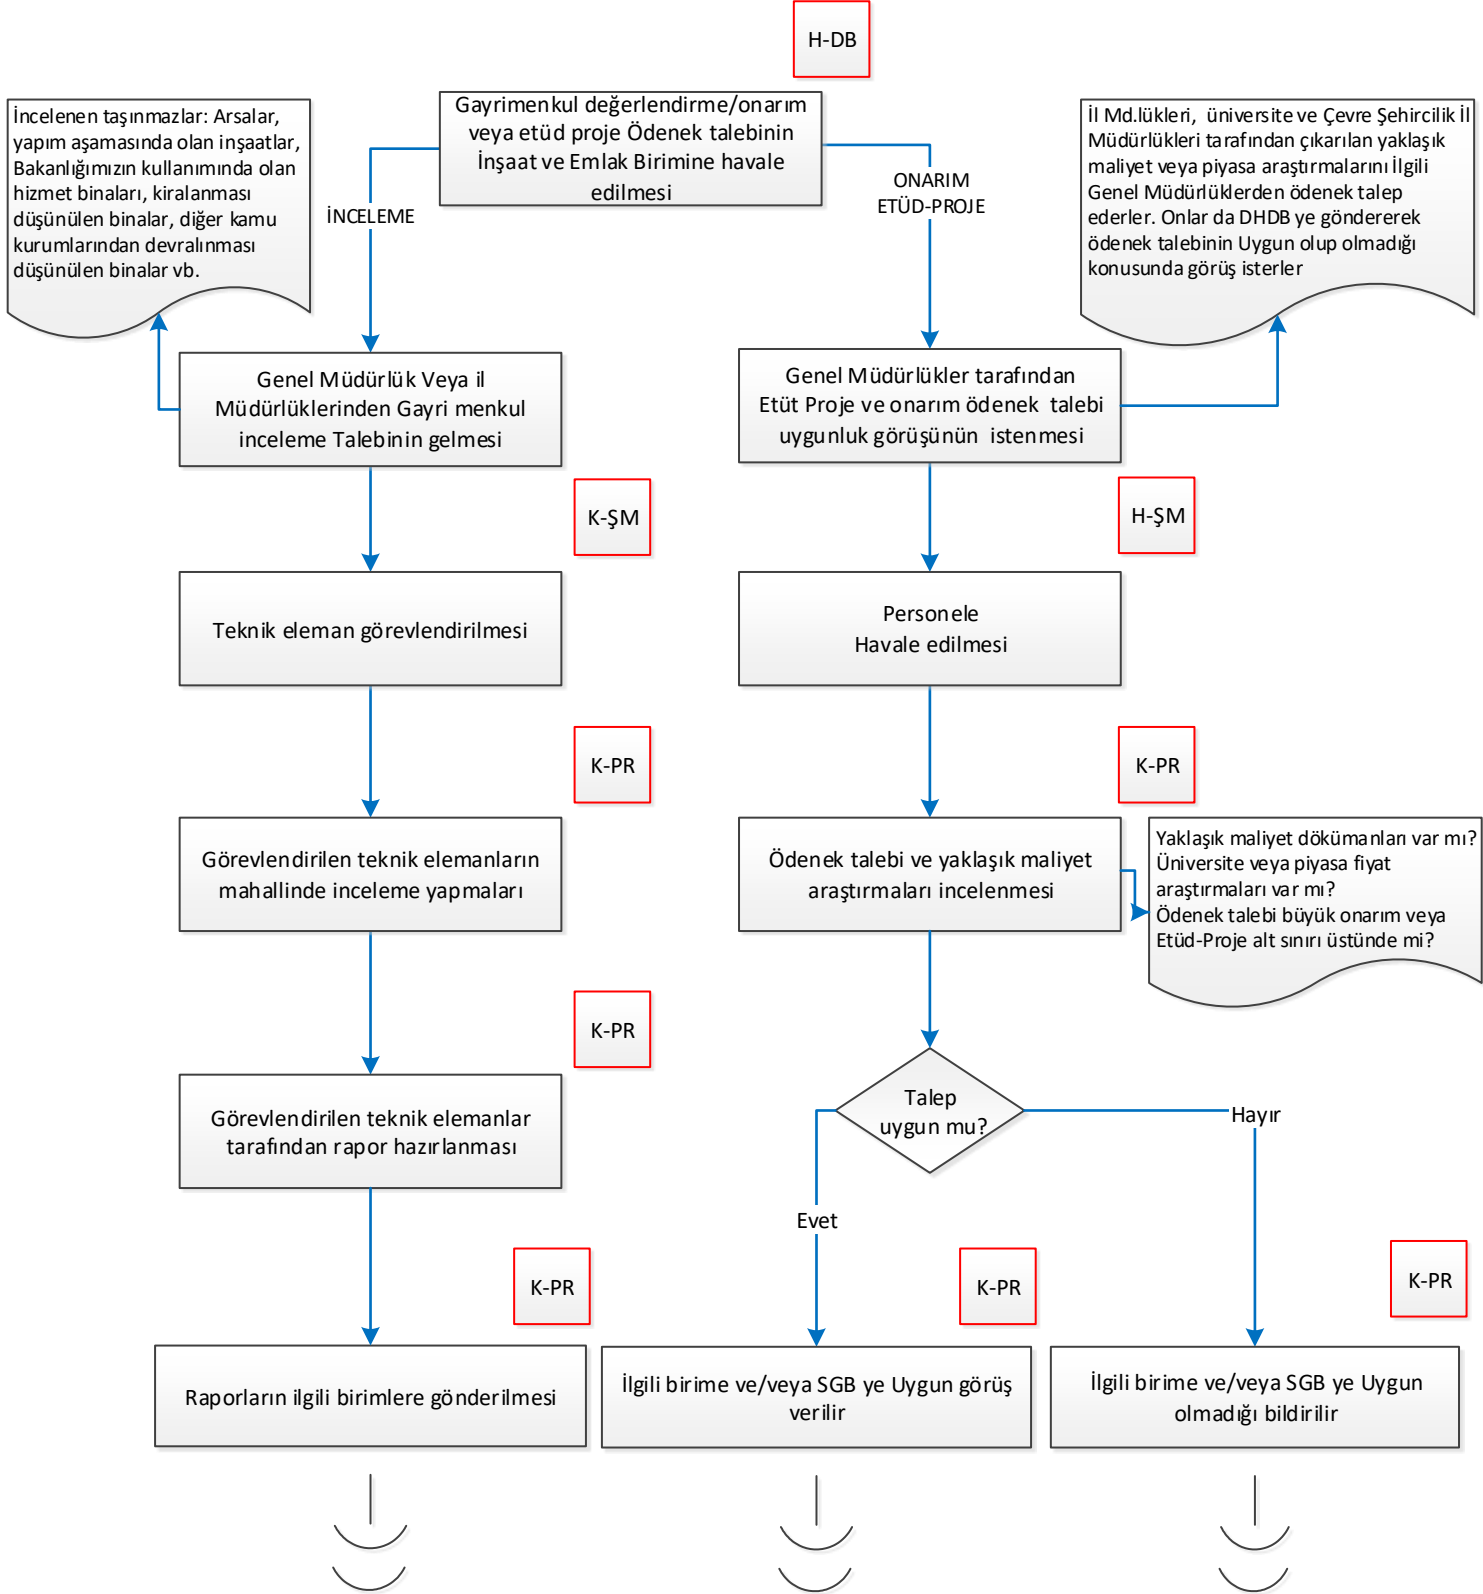 H-DB
Gayrimenkul değerlendirme/onarım
veya etüd proje Ödenek talebinin
İnşaat ve Emlak Birimine havale
edilmesi
İncelenen taşınmazlar: Arsalar,
yapım aşamasında olan inşaatlar,
Bakanlığımızın kullanımında olan
hizmet binaları, kiralanması
düşünülen binalar, diğer kamu
kurumlarından devralınması
düşünülen binalar vb.
İl Md.lükleri, üniversite ve Çevre Şehircilik İl
Müdürlükleri tarafından çıkarılan yaklaşık
maliyet veya piyasa araştırmalarını İlgili
Genel Müdürlüklerden ödenek talep
ederler. Onlar da DHDB ye göndererek
ödenek talebinin Uygun olup olmadığı
konusunda görüş isterler
İNCELEME
ONARIM
ETÜD-PROJE
Genel Müdürlük Veya il
Müdürlüklerinden Gayri menkul
inceleme Talebinin gelmesi
Genel Müdürlükler tarafından
Etüt Proje ve onarım ödenek talebi
uygunluk görüşünün istenmesi
K-ŞM
H-ŞM
Teknik eleman görevlendirilmesi
Personele
Havale edilmesi
K-PR
K-PR
Görevlendirilen teknik elemanların
mahallinde inceleme yapmaları
Ödenek talebi ve yaklaşık maliyet
araştırmaları incelenmesi
Yaklaşık maliyet dökümanları var mı?
Üniversite veya piyasa fiyat
araştırmaları var mı?
Ödenek talebi büyük onarım veya
Etüd-Proje alt sınırı üstünde mi?
K-PR
Görevlendirilen teknik elemanlar
tarafından rapor hazırlanması
Talep
uygun mu?
Hayır
Evet
K-PR
K-PR
K-PR
Raporların ilgili birimlere gönderilmesi
İlgili birime ve/veya SGB ye Uygun görüş
verilir
İlgili birime ve/veya SGB ye Uygun
olmadığı bildirilir